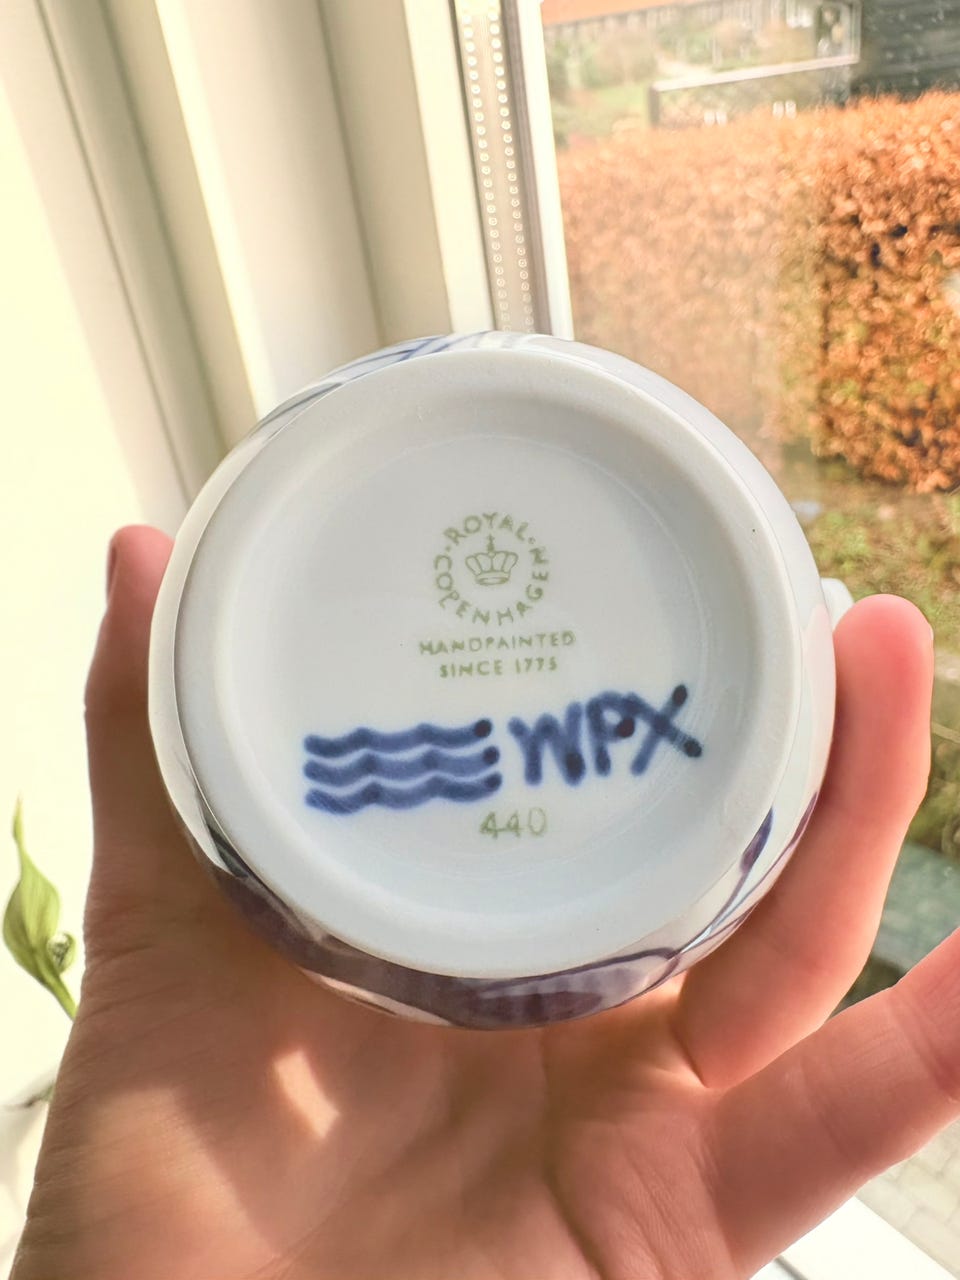 ROYAL
COPENHAGEN
HANDPAINTED
SINCE 1775
WPX
440